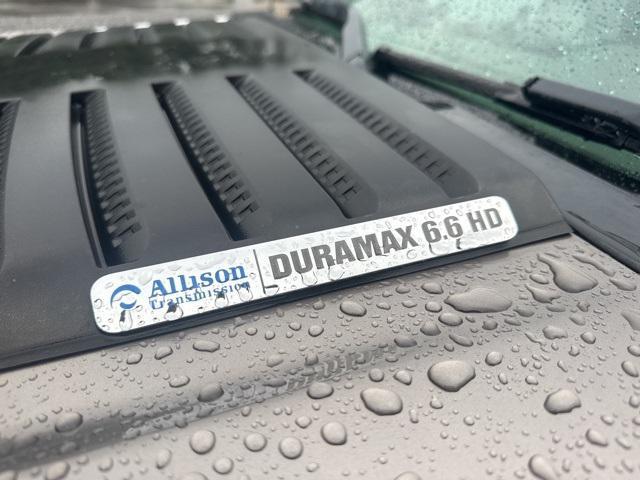 Allison
Transmission
DURAMAX 6.6 HD